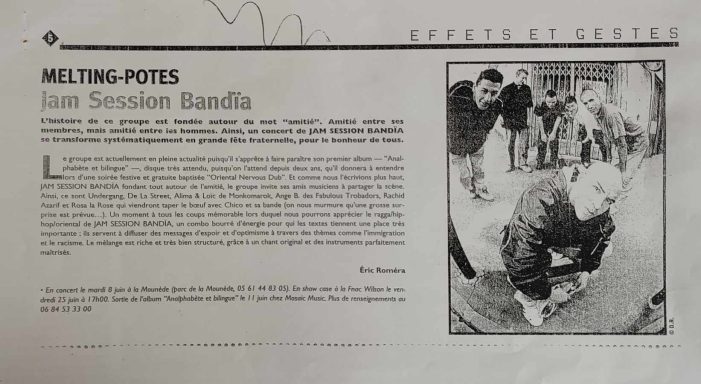 5
EFFETS ET GESTES
MELTING-POTES
Jam Session Bandïa
L'histoire de ce groupe est fondée autour du mot “amitié”. Amitié entre ses
membres, mais amitié entre les hommes. Ainsi, un concert de JAM SESSION BANDÏA
se transforme systématiquement en grande fête fraternelle, pour le bonheur de tous.
Le groupe est actuellement en pleine actualité puisqu'il s'apprête à faire paraître son premier album — "Anal-
phabète et bilingue" —, disque très attendu, puisqu'on l'attend depuis deux ans, qu'il donnera à entendre
lors d'une soirée festive et gratuite baptisée "Oriental Nervous Dub". Et comme nous l'écrivions plus haut,
JAM SESSION BANDÏA fondant tout autour de l'amitié, le groupe invite ses amis musiciens à partager la scène.
Ainsi, ce sont Undergang, De La Street, Alima & Loïc de Monkomarok, Ange B. des Fabulous Trobadors, Rachid
Azarif et Rosa la Rose qui viendront taper le bœuf avec Chico et sa bande (on nous murmure qu'une grosse sur-
prise est prévue...). Un moment à tous les coups mémorable lors duquel nous pourrons apprécier le ragga/hip-
hop/oriental de JAM SESSION BANDÏA, un combo bourré d'énergie pour qui les textes tiennent une place très
importante ; ils servent à diffuser des messages d'espoir et d'optimisme à travers des thèmes comme l'immigration
et le racisme. Le mélange est riche et très bien structuré, grâce à un chant original et des instruments parfaitement
maîtrisés.
Éric Roméra
• En concert le mardi 8 juin à la Mounède (parc de la Mounède, 05 61 44 83 05). En show case à la Fnac Wilson le ven-
dredi 25 juin à 17h00. Sortie de l'album "Analphabète et bilingue" le 11 juin chez Mosaic Music. Plus de renseignements au
06 84 53 33 00
© D.R.